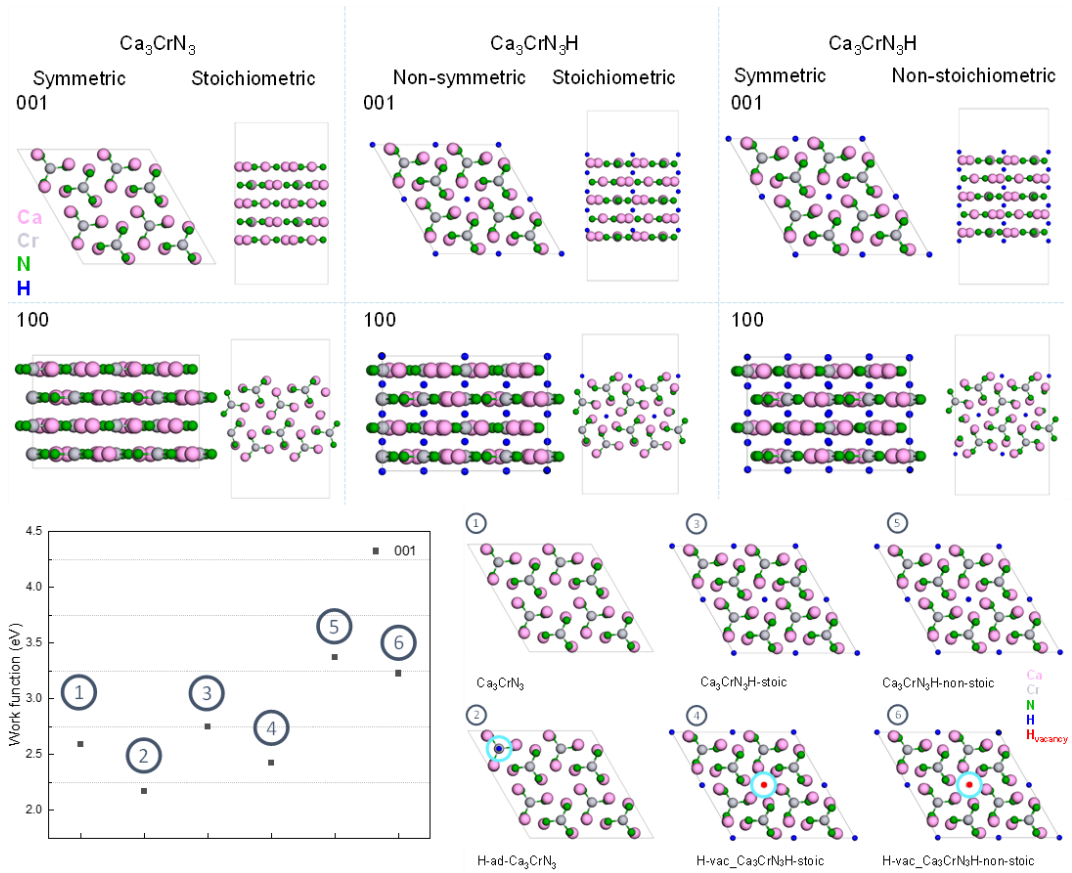 Ca₃CrN₃
Symmetric Stoichiometric
001
Ca
Cr
N
H
Ca₃CrN₃H
Non-symmetric Stoichiometric
001
Ca₃CrN₃H
Symmetric Non-stoichiometric
001
100
100
100
Work function (eV)
4.5
4.0
3.5
3.0
2.5
2.0
001
1
2
3
4
5
6
1
Ca₃CrN₃
3
Ca₃CrN₃H-stoic
5
Ca₃CrN₃H-non-stoic
Ca
Cr
N
H
H_vacancy
2
H-ad-Ca₃CrN₃
4
H-vac_Ca₃CrN₃H-stoic
6
H-vac_Ca₃CrN₃H-non-stoic